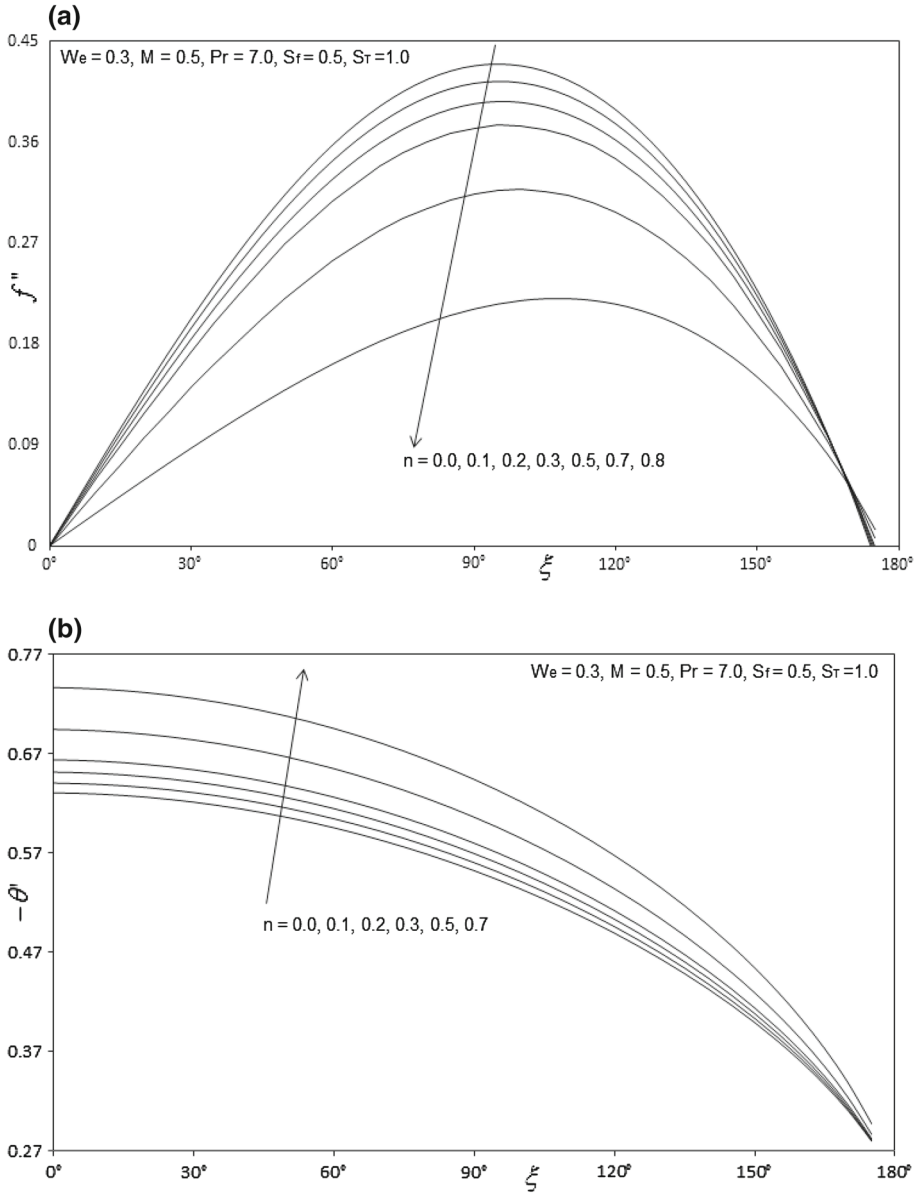 (a)
0.45
We = 0.3, M = 0.5, Pr = 7.0, Sf = 0.5, ST =1.0
0.36
0.27
f''
0.18
0.09
n = 0.0, 0.1, 0.2, 0.3, 0.5, 0.7, 0.8
0
0° 30° 60° 90° ξ 120° 150° 180°
(b)
0.77
We = 0.3, M = 0.5, Pr = 7.0, Sf = 0.5, ST =1.0
0.67
0.57
−θ'
n = 0.0, 0.1, 0.2, 0.3, 0.5, 0.7
0.47
0.37
0.27
0° 30° 60° 90° ξ 120° 150° 180°